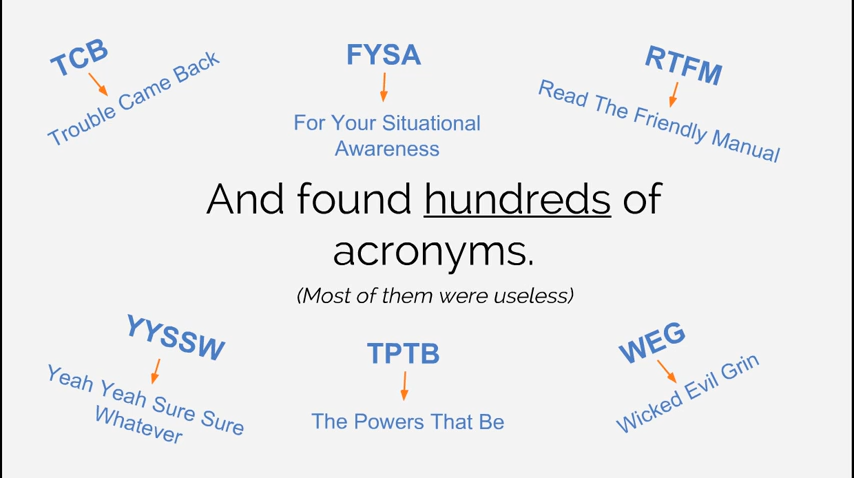 TCB
Trouble Came Back
FYSA
For Your Situational
Awareness
RTFM
Read The Friendly Manual
And found hundreds of
acronyms.
(Most of them were useless)
YYSSW
Yeah Yeah Sure Sure
Whatever
TPTB
The Powers That Be
WEG
Wicked Evil Grin